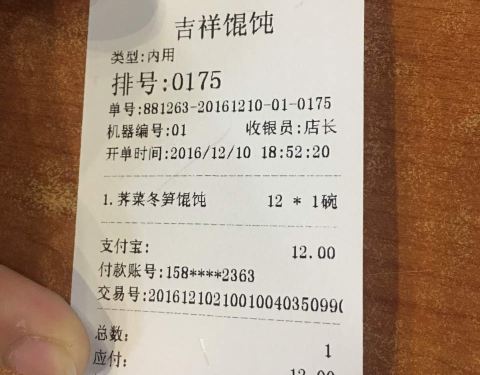 吉祥馄饨
类型:内用
排号:0175
单号:881263-20161210-01-0175
机器编号:01 收银员:店长
开单时间:2016/12/10 18:52:20
1.荠菜冬笋馄饨 12 * 1碗
支付宝: 12.00
付款账号:158****2363
交易号:2016121021001004035099(
总数: 1
应付: 12.00